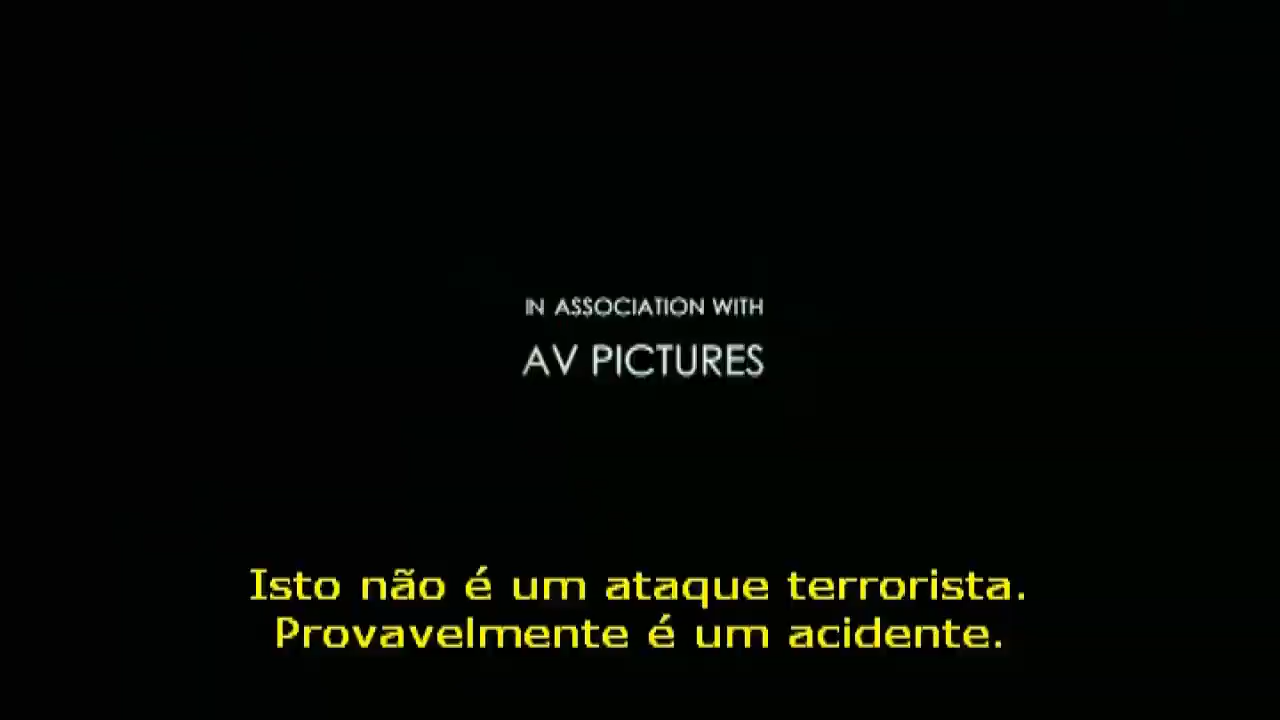 IN ASSOCIATION WITH
AV PICTURES
Isto não é um ataque terrorista.
Provavelmente é um acidente.